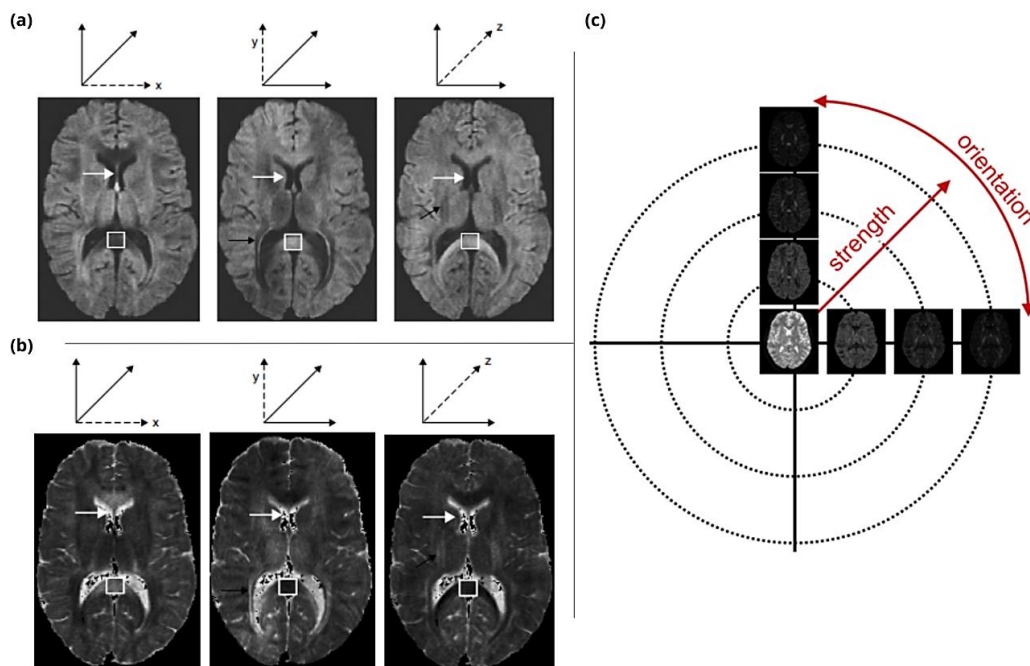 (a)
x
y
z
(b)
x
y
z
(c)
orientation
strength